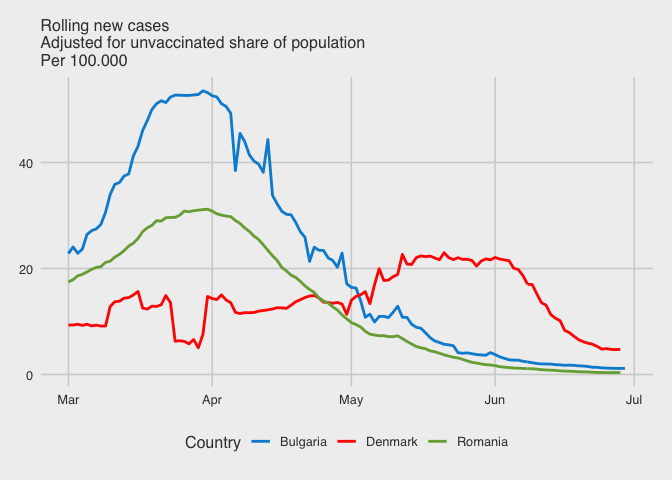 Rolling new cases
Adjusted for unvaccinated share of population
Per 100.000
40
20
0
Mar Apr May Jun Jul
Country Bulgaria Denmark Romania